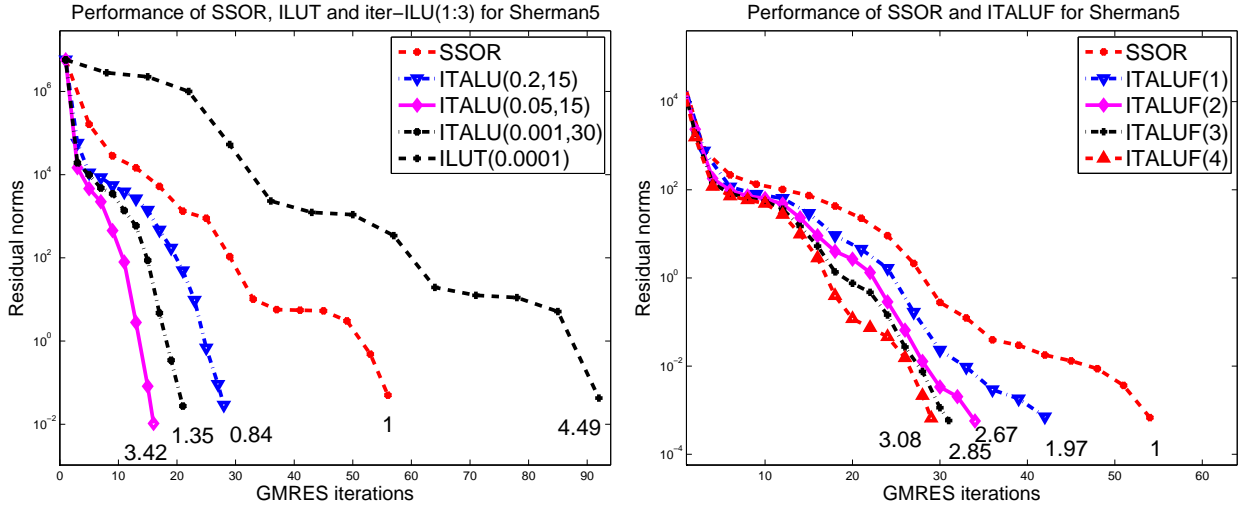 Performance of SSOR, ILUT and iter−ILU(1:3) for Sherman5
Residual norms
10^6
10^4
10^2
10^0
10^−2
SSOR
ITALU(0.2,15)
ITALU(0.05,15)
ITALU(0.001,30)
ILUT(0.0001)
3.42
1.35
0.84
1
4.49
0 10 20 30 40 50 60 70 80 90
GMRES iterations
Performance of SSOR and ITALUF for Sherman5
Residual norms
10^4
10^2
10^0
10^−2
10^−4
SSOR
ITALUF(1)
ITALUF(2)
ITALUF(3)
ITALUF(4)
3.08
2.85
2.67
1.97
1
10 20 30 40 50 60
GMRES iterations